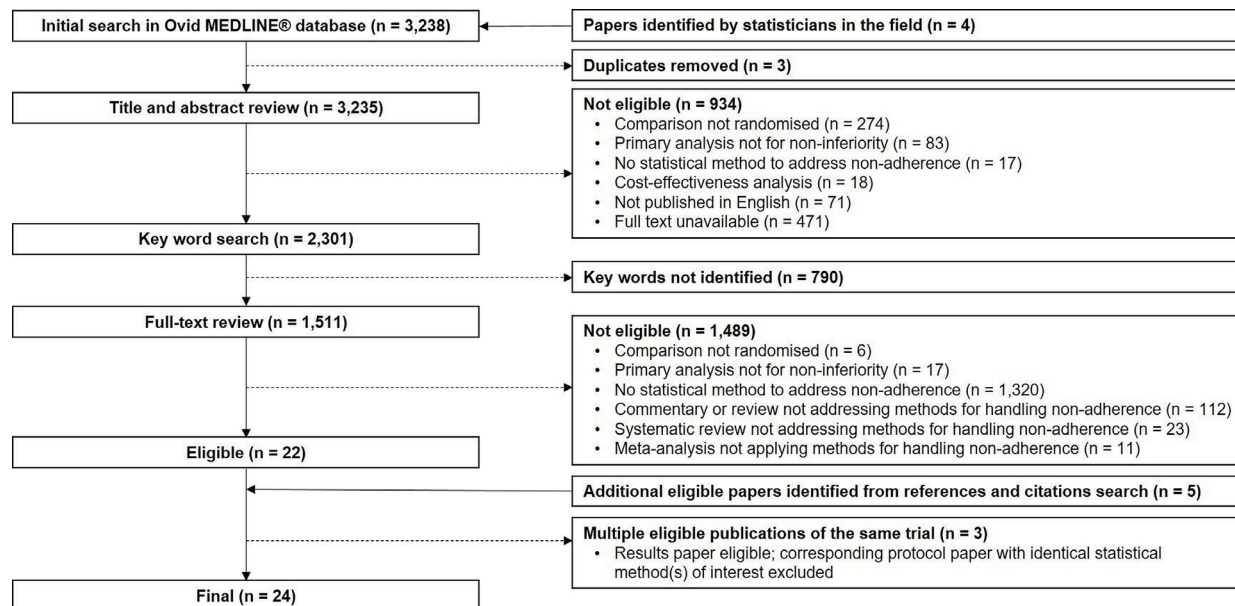 Initial search in Ovid MEDLINE® database (n = 3,238)
Papers identified by statisticians in the field (n = 4)
Duplicates removed (n = 3)
Title and abstract review (n = 3,235)
Not eligible (n = 934)
• Comparison not randomised (n = 274)
• Primary analysis not for non-inferiority (n = 83)
• No statistical method to address non-adherence (n = 17)
• Cost-effectiveness analysis (n = 18)
• Not published in English (n = 71)
• Full text unavailable (n = 471)
Key word search (n = 2,301)
Key words not identified (n = 790)
Full-text review (n = 1,511)
Not eligible (n = 1,489)
• Comparison not randomised (n = 6)
• Primary analysis not for non-inferiority (n = 17)
• No statistical method to address non-adherence (n = 1,320)
• Commentary or review not addressing methods for handling non-adherence (n = 112)
• Systematic review not addressing methods for handling non-adherence (n = 23)
• Meta-analysis not applying methods for handling non-adherence (n = 11)
Eligible (n = 22)
Additional eligible papers identified from references and citations search (n = 5)
Multiple eligible publications of the same trial (n = 3)
• Results paper eligible; corresponding protocol paper with identical statistical
method(s) of interest excluded
Final (n = 24)